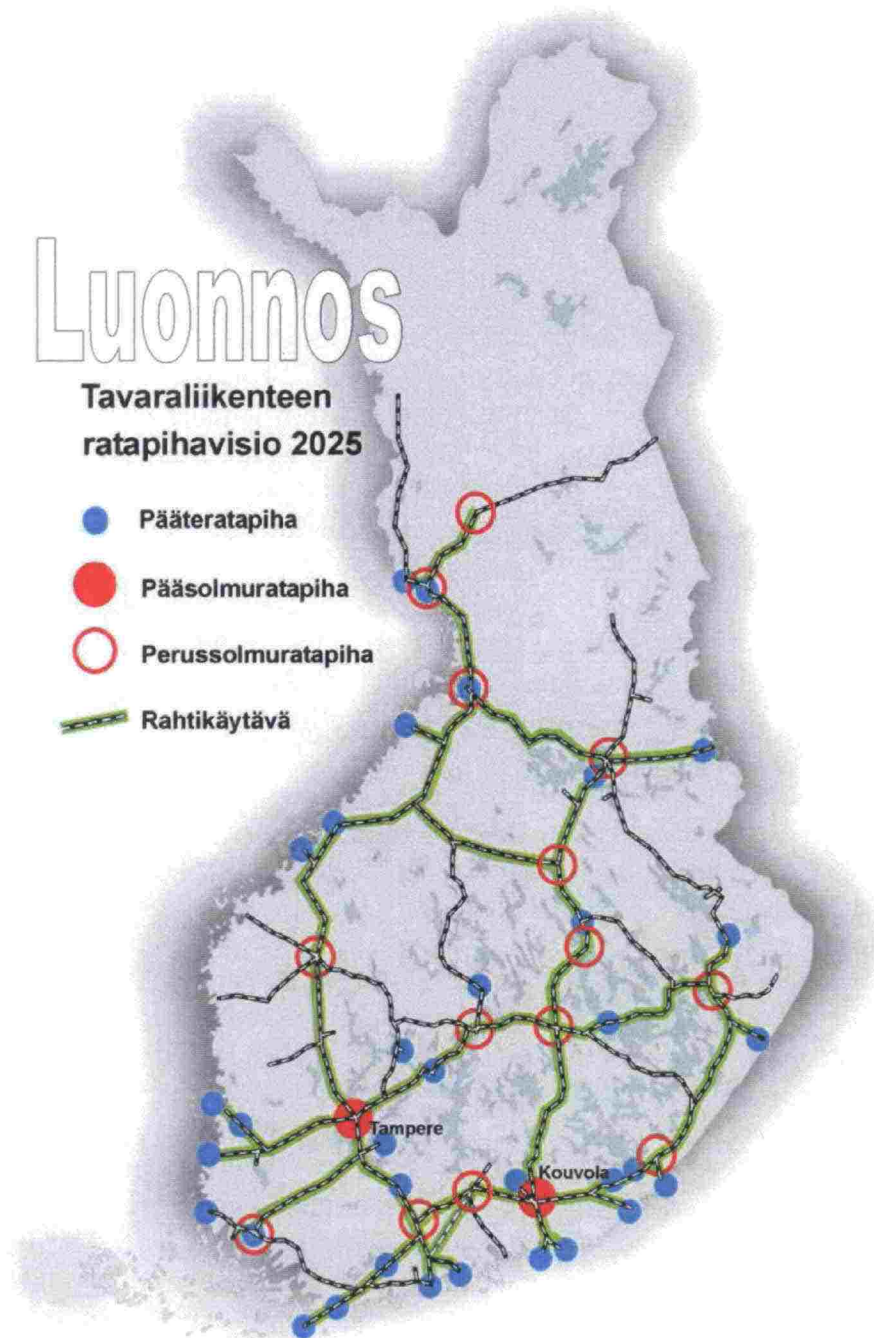 Luonnos
Tavaraliikenteen
ratapihavisio 2025
Pääteratapiha
Pääsolmuratapiha
Perussolmuratapiha
Rahtikäytävä
Tampere
Kouvola